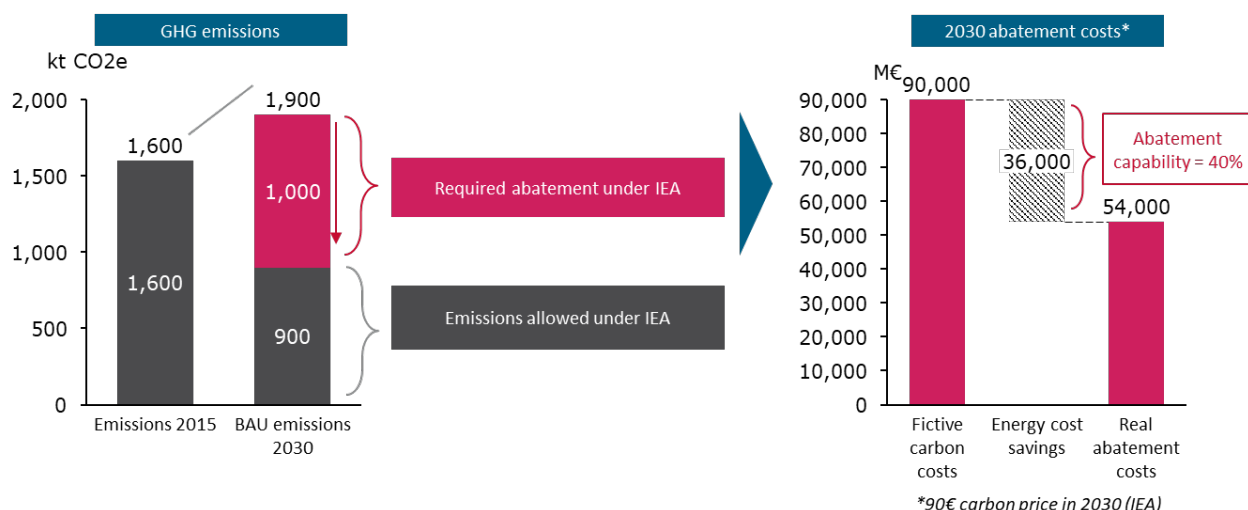 GHG emissions
kt CO2e
2,000
1,500
1,000
500
0
1,600
1,600
1,900
1,000
900
Emissions 2015
BAU emissions
2030
Required abatement under IEA
Emissions allowed under IEA
2030 abatement costs*
M€
90,000
80,000
70,000
60,000
50,000
40,000
30,000
20,000
10,000
0
90,000
36,000
54,000
Abatement
capability = 40%
Fictive
carbon
costs
Energy cost
savings
Real
abatement
costs
*90€ carbon price in 2030 (IEA)